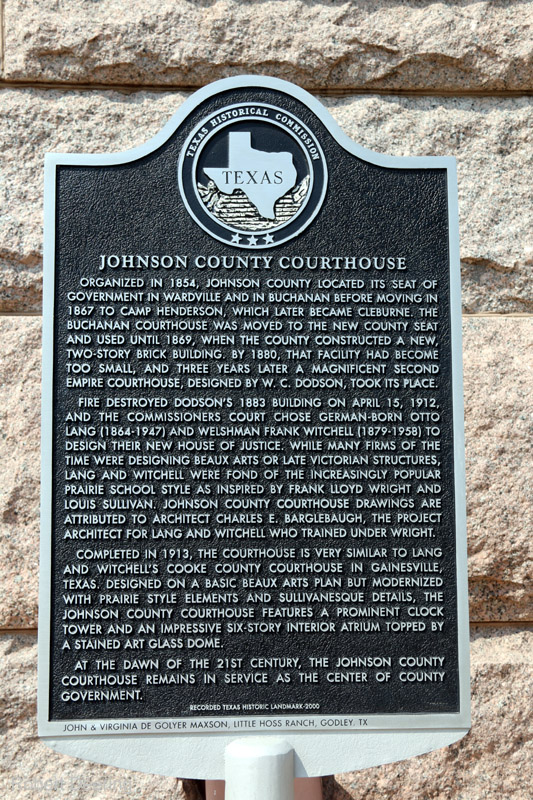 TEXAS HISTORICAL COMMISSION
TEXAS
JOHNSON COUNTY COURTHOUSE
ORGANIZED IN 1854, JOHNSON COUNTY LOCATED ITS SEAT OF
GOVERNMENT IN WARDVILLE AND IN BUCHANAN BEFORE MOVING IN
1867 TO CAMP HENDERSON, WHICH LATER BECAME CLEBURNE. THE
BUCHANAN COURTHOUSE WAS MOVED TO THE NEW COUNTY SEAT
AND USED UNTIL 1869, WHEN THE COUNTY CONSTRUCTED A NEW,
TWO-STORY BRICK BUILDING. BY 1880, THAT FACILITY HAD BECOME
TOO SMALL, AND THREE YEARS LATER A MAGNIFICENT SECOND
EMPIRE COURTHOUSE, DESIGNED BY W. C. DODSON, TOOK ITS PLACE.
FIRE DESTROYED DODSON'S 1883 BUILDING ON APRIL 15, 1912,
AND THE COMMISSIONERS COURT CHOSE GERMAN-BORN OTTO
LANG (1864-1947) AND WELSHMAN FRANK WITCHELL (1879-1958) TO
DESIGN THEIR NEW HOUSE OF JUSTICE. WHILE MANY FIRMS OF THE
TIME WERE DESIGNING BEAUX ARTS OR LATE VICTORIAN STRUCTURES,
LANG AND WITCHELL WERE FOND OF THE INCREASINGLY POPULAR
PRAIRIE SCHOOL STYLE AS INSPIRED BY FRANK LLOYD WRIGHT AND
LOUIS SULLIVAN. JOHNSON COUNTY COURTHOUSE DRAWINGS ARE
ATTRIBUTED TO ARCHITECT CHARLES E. BARGLEBAUGH, THE PROJECT
ARCHITECT FOR LANG AND WITCHELL WHO TRAINED UNDER WRIGHT.
COMPLETED IN 1913, THE COURTHOUSE IS VERY SIMILAR TO LANG
AND WITCHELL'S COOKE COUNTY COURTHOUSE IN GAINESVILLE,
TEXAS. DESIGNED ON A BASIC BEAUX ARTS PLAN BUT MODERNIZED
WITH PRAIRIE STYLE ELEMENTS AND SULLIVANESQUE DETAILS, THE
JOHNSON COUNTY COURTHOUSE FEATURES A PROMINENT CLOCK
TOWER AND AN IMPRESSIVE SIX-STORY INTERIOR ATRIUM TOPPED BY
A STAINED ART GLASS DOME.
AT THE DAWN OF THE 21ST CENTURY, THE JOHNSON COUNTY
COURTHOUSE REMAINS IN SERVICE AS THE CENTER OF COUNTY
GOVERNMENT.
RECORDED TEXAS HISTORIC LANDMARK-2000
JOHN & VIRGINIA DE GOLYER MAXSON, LITTLE HOSS RANCH, GODLEY, TX